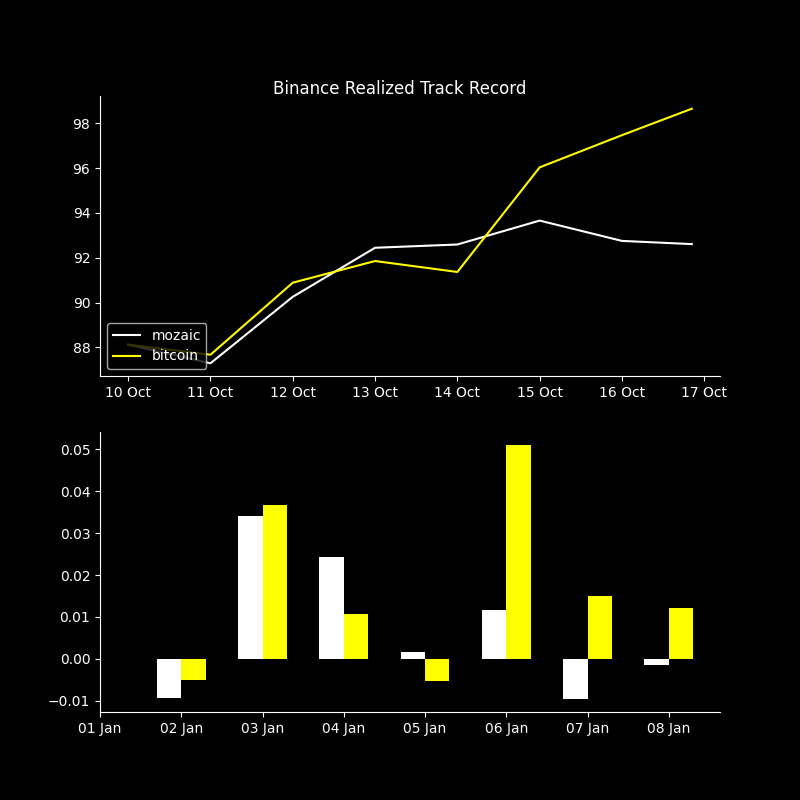 Binance Realized Track Record
98
96
94
92
90
88
mozaic
bitcoin
10 Oct 11 Oct 12 Oct 13 Oct 14 Oct 15 Oct 16 Oct 17 Oct
0.05
0.04
0.03
0.02
0.01
0.00
−0.01
01 Jan 02 Jan 03 Jan 04 Jan 05 Jan 06 Jan 07 Jan 08 Jan